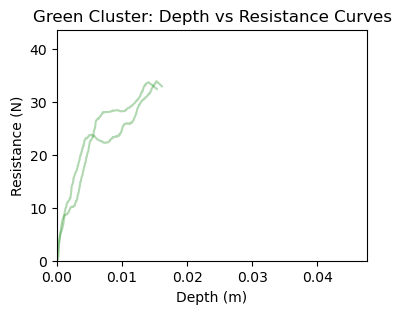 Green Cluster: Depth vs Resistance Curves
40
30
20
10
0
Resistance (N)
0.00 0.01 0.02 0.03 0.04
Depth (m)